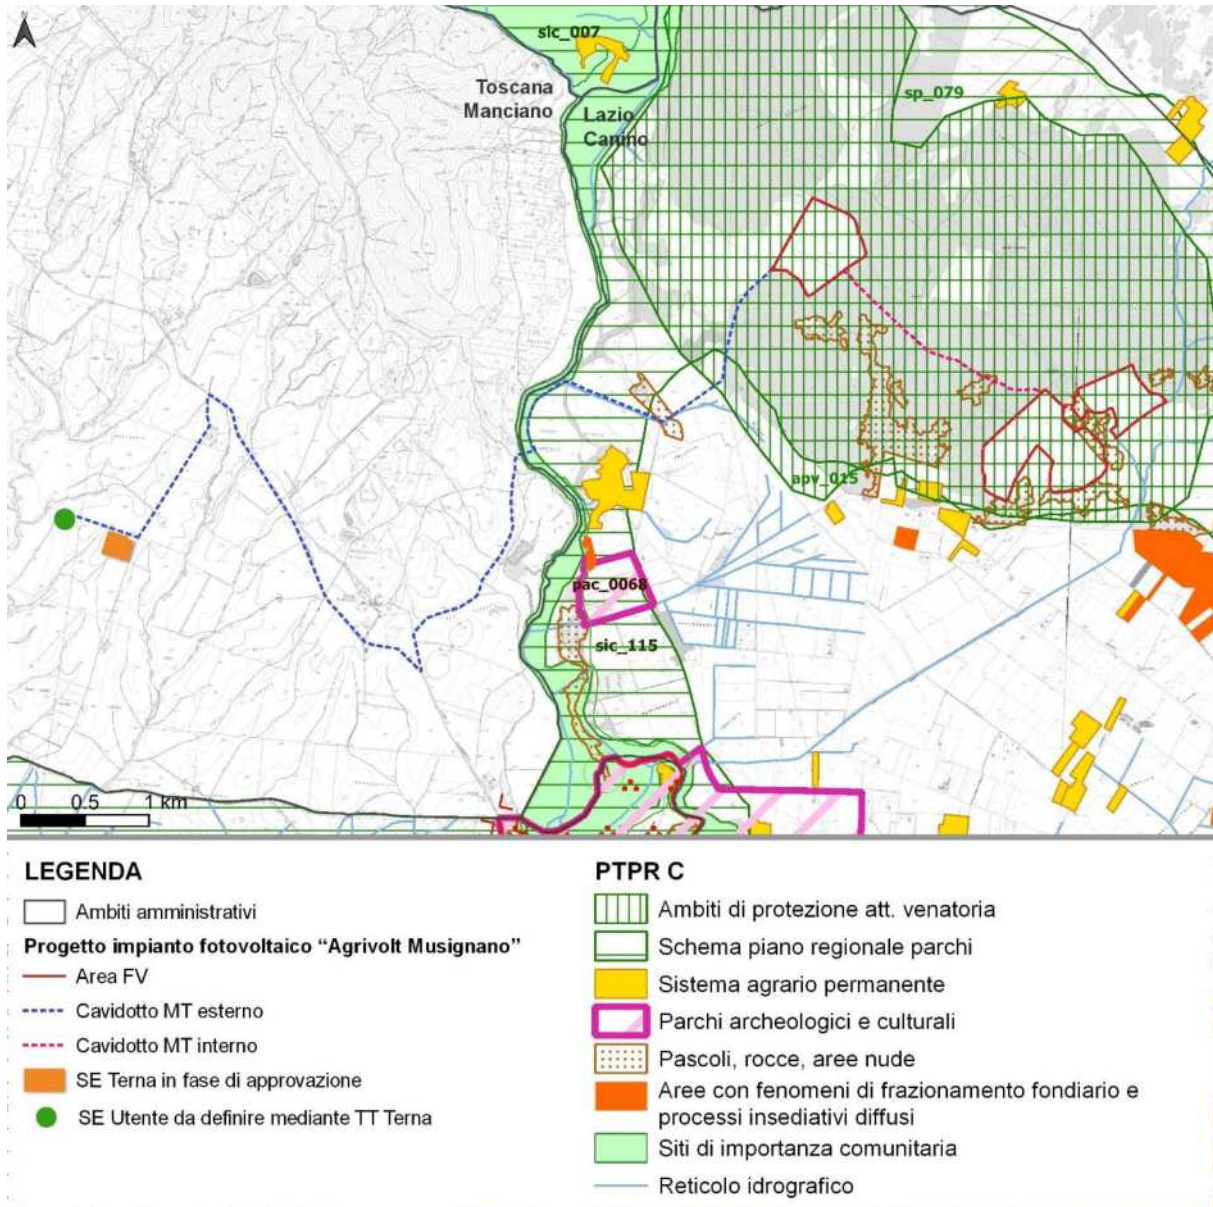 sic_007
Toscana
Manciano
Lazio
Canino
sp_079
apv_015
pac_0068
sic_115
0 0.5 1 km
LEGENDA
Ambiti amministrativi
Progetto impianto fotovoltaico “Agrivolt Musignano”
Area FV
Cavidotto MT esterno
Cavidotto MT interno
SE Terna in fase di approvazione
SE Utente da definire mediante TT Terna
PTPR C
Ambiti di protezione att. venatoria
Schema piano regionale parchi
Sistema agrario permanente
Parchi archeologici e culturali
Pascoli, rocce, aree nude
Aree con fenomeni di frazionamento fondiario e
processi insediativi diffusi
Siti di importanza comunitaria
Reticolo idrografico